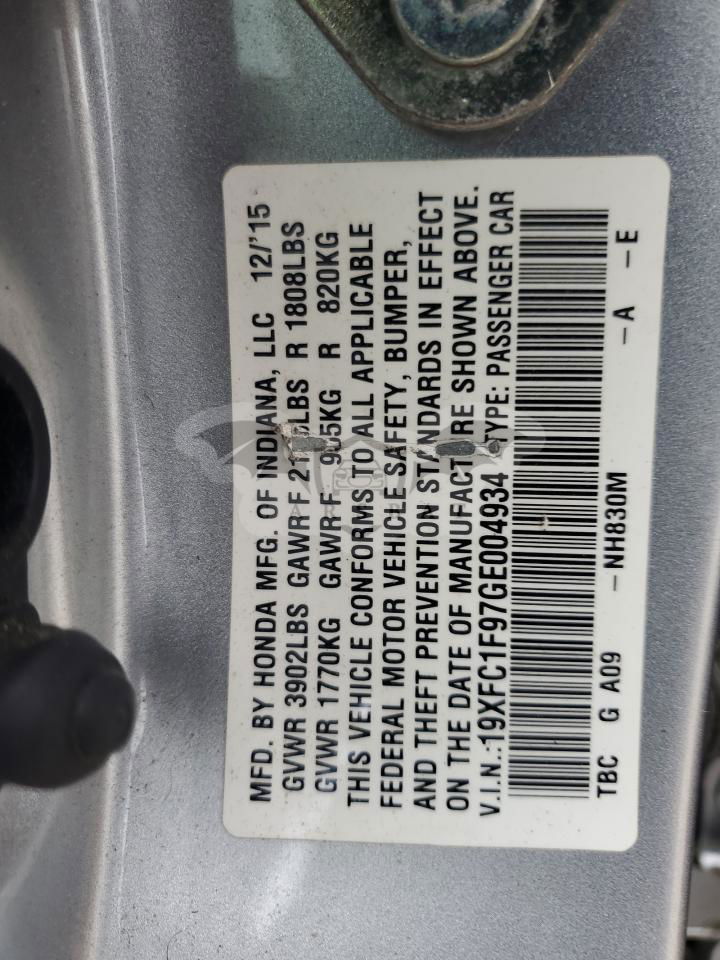 MFD. BY HONDA MFG. OF INDIANA, LLC 12/'15
GVWR 3902LBS GAWR F R 1808LBS
GVWR 1770KG GAWR F R 820KG
THIS VEHICLE CONFORMS TO ALL APPLICABLE
FEDERAL MOTOR VEHICLE SAFETY, BUMPER,
AND THEFT PREVENTION STANDARDS IN EFFECT
ON THE DATE OF MANUFACTURE SHOWN ABOVE.
V.I.N.:19XFC1F97GE004934 TYPE: PASSENGER CAR
TBC G A09 -NH830M -A -E